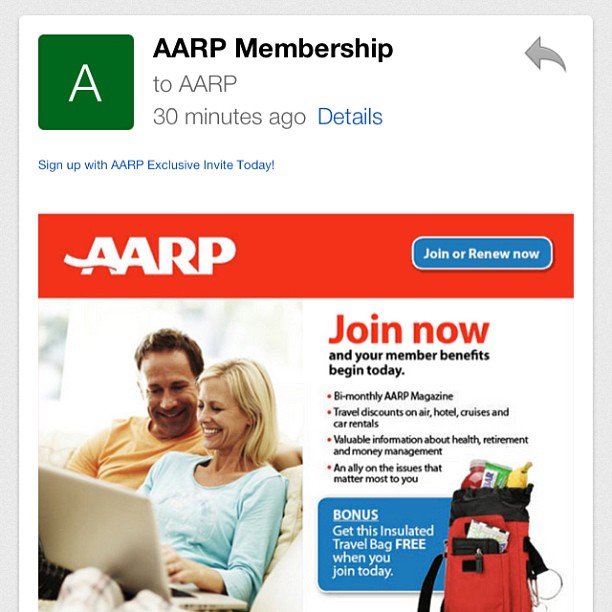 A
AARP Membership
to AARP
30 minutes ago Details
Sign up with AARP Exclusive Invite Today!
AARP
Join or Renew now
Join now
and your member benefits
begin today.
• Bi-monthly AARP Magazine
• Travel discounts on air, hotel, cruises and
car rentals
• Valuable information about health, retirement
and money management
• An ally on the issues that
matter most to you
BONUS
Get this Insulated
Travel Bag FREE
when you
join today.